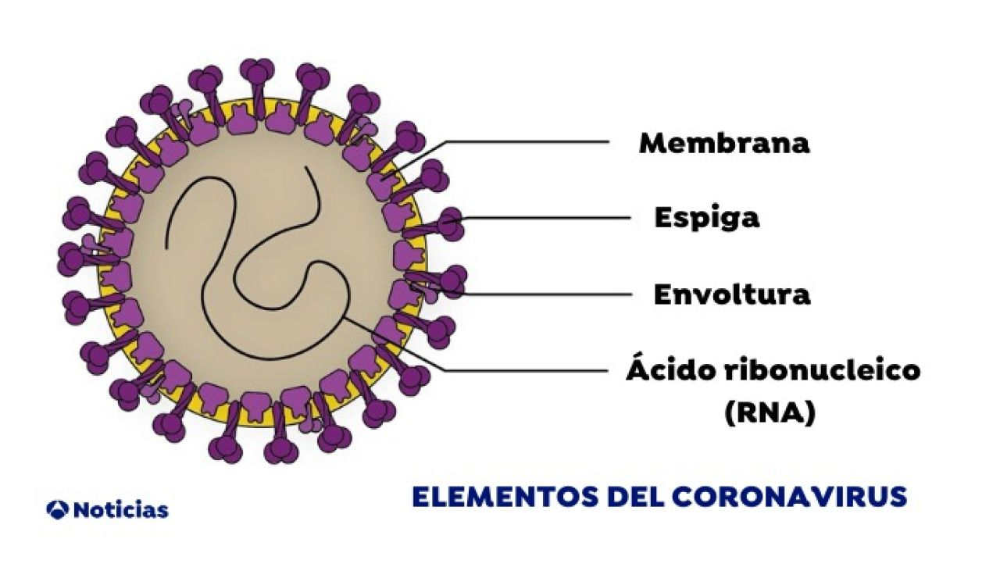 Membrana
Espiga
Envoltura
Ácido ribonucleico
(RNA)
ELEMENTOS DEL CORONAVIRUS
Noticias